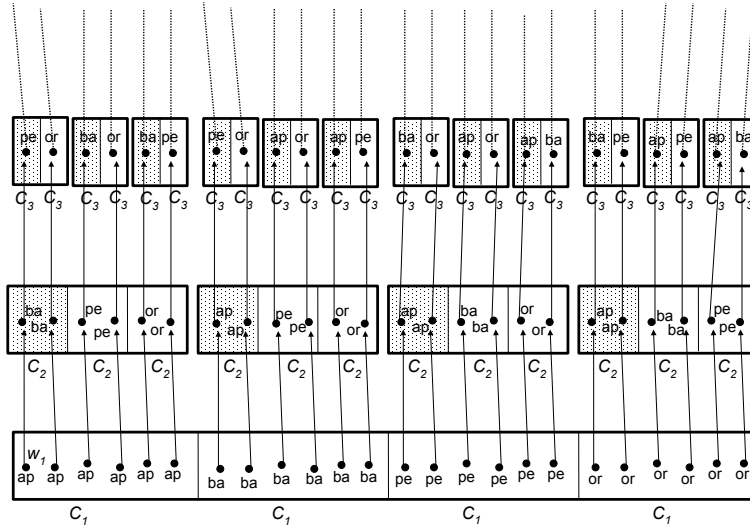 pe or ba or ba pe pe or ap or ap pe ba or ap or ap ba ba pe ap pe ap ba
C3 C3 C3 C3 C3 C3 C3 C3 C3 C3 C3 C3 C3 C3 C3 C3 C3 C3 C3 C3 C3 C3 C3 C3
ba ba pe pe or or ap ap pe pe or or ap ap ba ba or or ap ap ba ba pe pe
C2 C2 C2 C2 C2 C2 C2 C2 C2 C2 C2 C2
w1
ap ap ap ap ap ap ba ba ba ba ba ba pe pe pe pe pe pe or or or or or or
C1 C1 C1 C1